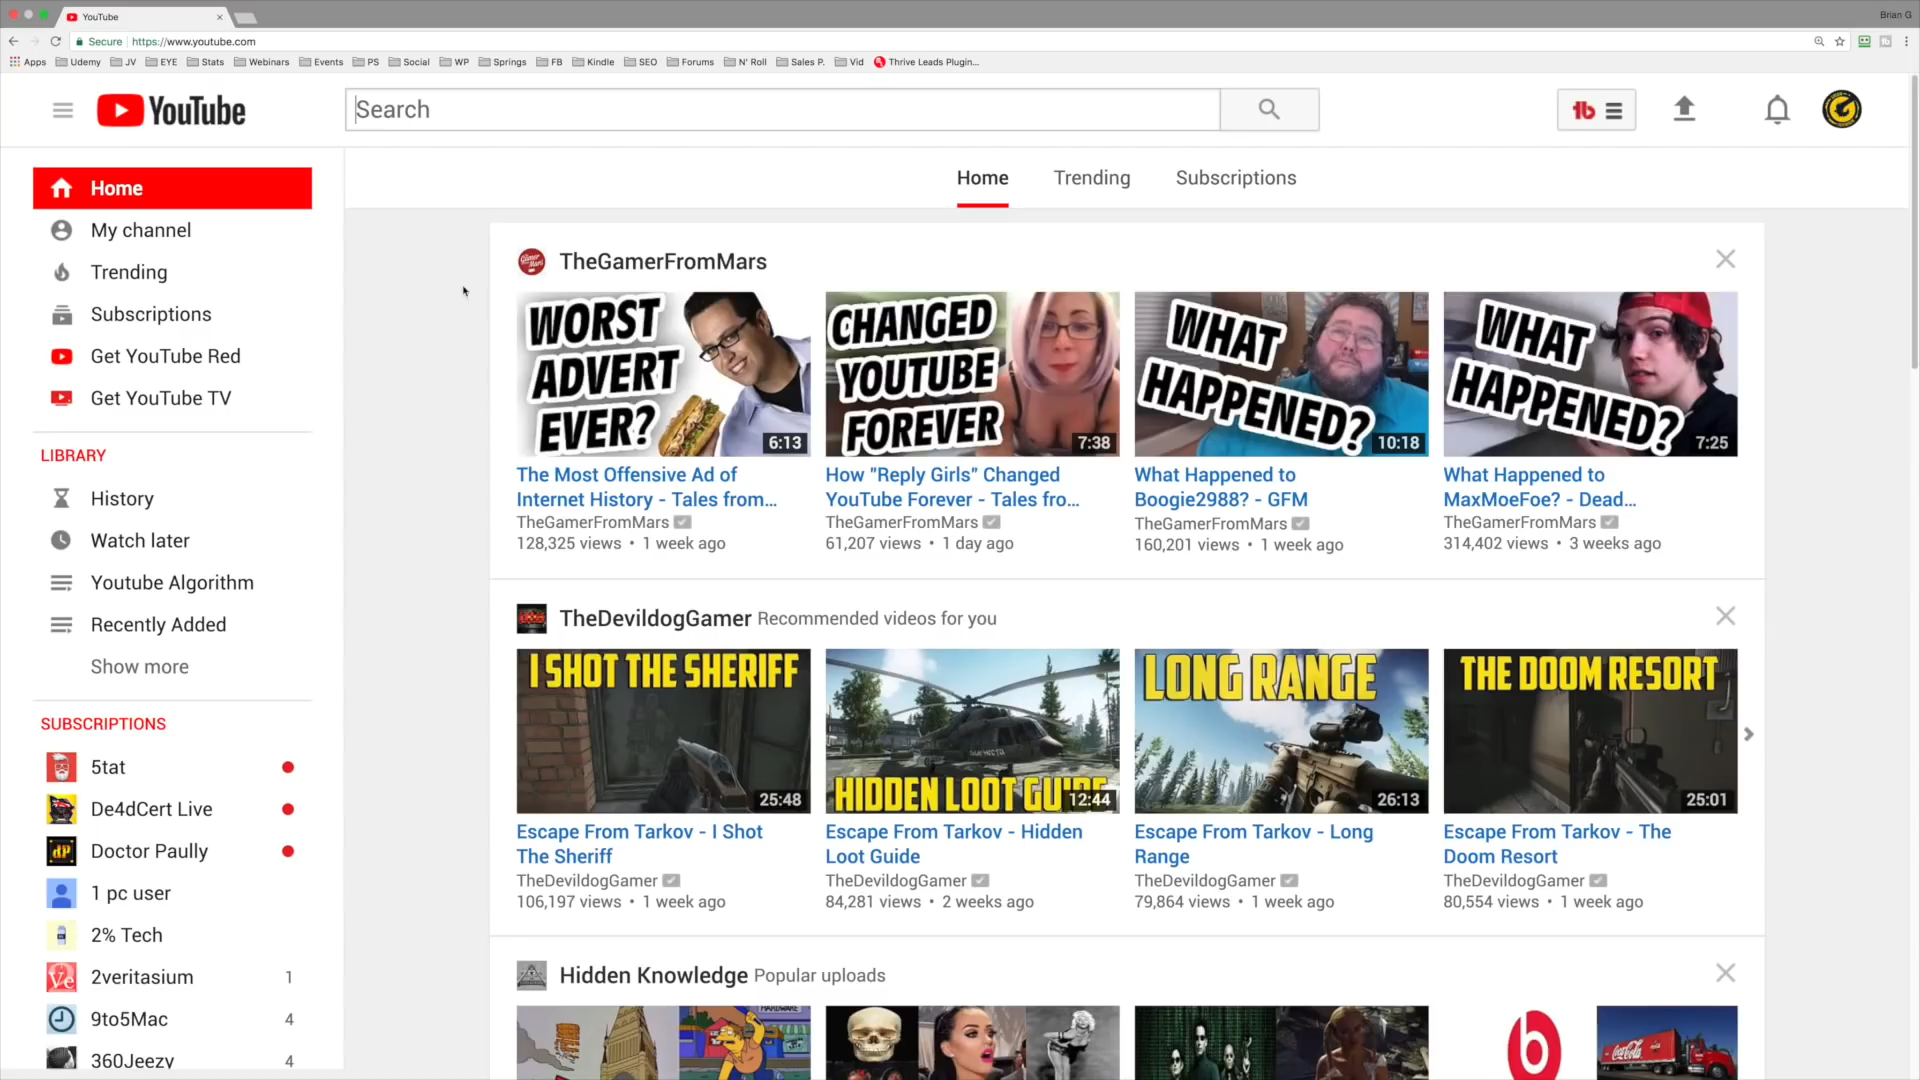 YouTube
Brian G
Secure https://www.youtube.com
Apps Udemy JV EYE Stats Webinars Events PS Social WP Springs FB Kindle SEO Forums N' Roll Sales P. Vid Thrive Leads Plugin...
YouTube
Search
Home
My channel
Trending
Subscriptions
Get YouTube Red
Get YouTube TV
LIBRARY
History
Watch later
Youtube Algorithm
Recently Added
Show more
SUBSCRIPTIONS
5tat
De4dCert Live
Doctor Paully
1 pc user
2% Tech
2veritasium 1
9to5Mac 4
360Jeezy 4
Home Trending Subscriptions
TheGamerFromMars
WORST
ADVERT
EVER?
6:13
CHANGED
YOUTUBE
FOREVER
7:38
WHAT
HAPPENED?
10:18
WHAT
HAPPENED?
7:25
The Most Offensive Ad of
Internet History - Tales from...
TheGamerFromMars
128,325 views • 1 week ago
How "Reply Girls" Changed
YouTube Forever - Tales fro...
TheGamerFromMars
61,207 views • 1 day ago
What Happened to
Boogie2988? - GFM
TheGamerFromMars
160,201 views • 1 week ago
What Happened to
MaxMoeFoe? - Dead...
TheGamerFromMars
314,402 views • 3 weeks ago
TheDevildogGamer Recommended videos for you
I SHOT THE SHERIFF
25:48
HIDDEN LOOT GUIDE
12:44
LONG RANGE
26:13
THE DOOM RESORT
25:01
Escape From Tarkov - I Shot
The Sheriff
TheDevildogGamer
106,197 views • 1 week ago
Escape From Tarkov - Hidden
Loot Guide
TheDevildogGamer
84,281 views • 2 weeks ago
Escape From Tarkov - Long
Range
TheDevildogGamer
79,864 views • 1 week ago
Escape From Tarkov - The
Doom Resort
TheDevildogGamer
80,554 views • 1 week ago
Hidden Knowledge Popular uploads
HARDWARE
Coca-Cola